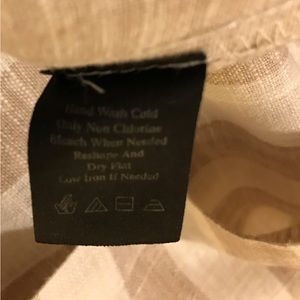 Hand Wash Cold
Only Non Chlorine
Bleach When Needed
Reshape And
Dry Flat
Low Iron If Needed